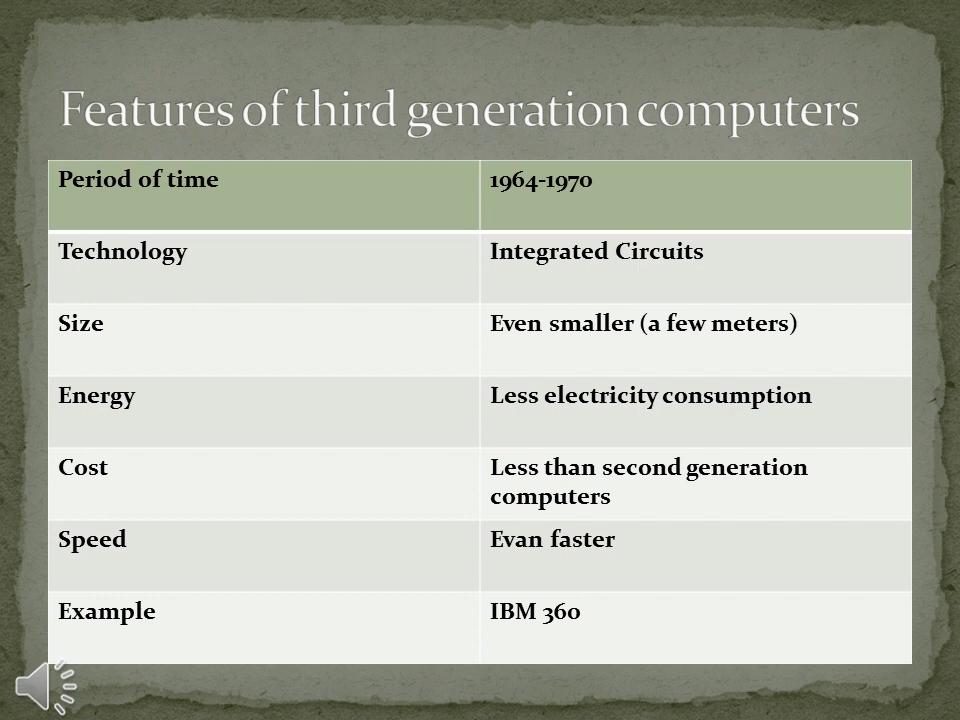 Features of third generation computers
Period of time 1964-1970
Technology Integrated Circuits
Size Even smaller (a few meters)
Energy Less electricity consumption
Cost Less than second generation
computers
Speed Evan faster
Example IBM 360